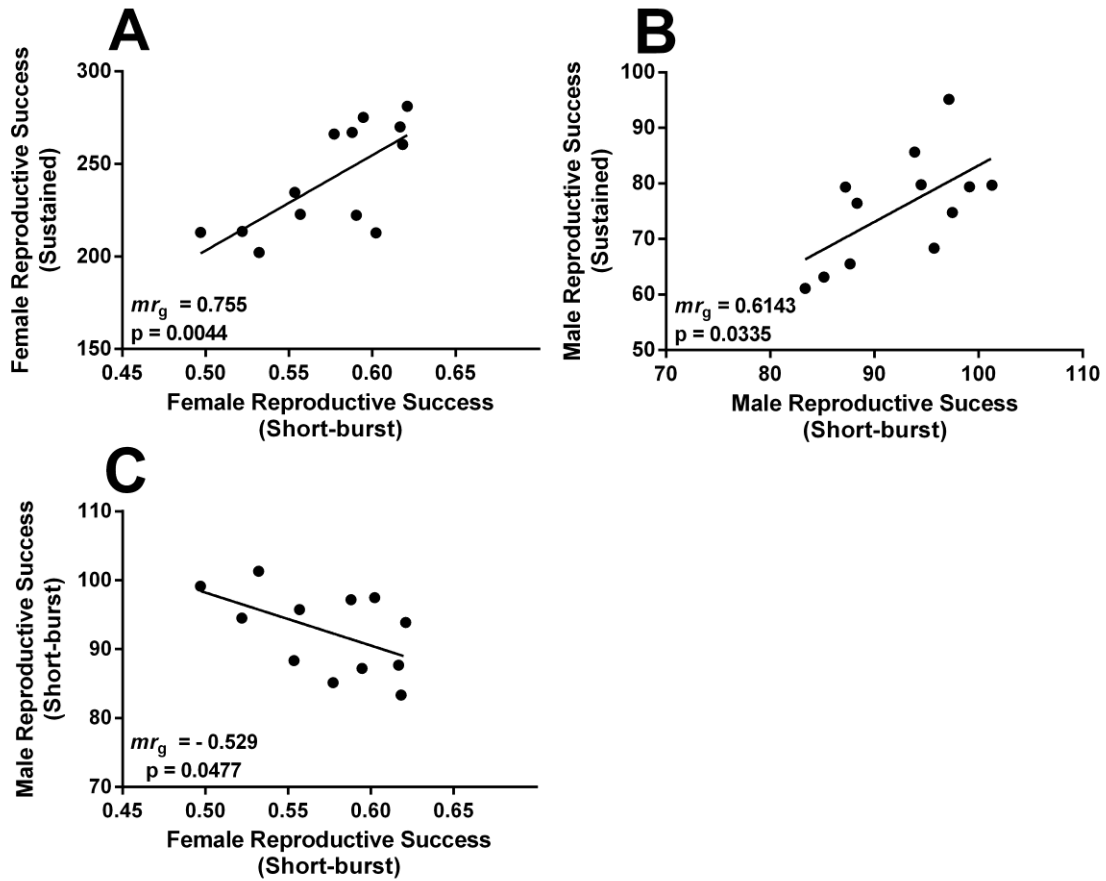 A
Female Reproductive Success
(Sustained)
300
250
200
150
mrg = 0.755
p = 0.0044
0.45 0.50 0.55 0.60 0.65
Female Reproductive Success
(Short-burst)
B
Male Reproductive Success
(Sustained)
100
90
80
70
60
50
mrg = 0.6143
p = 0.0335
70 80 90 100 110
Male Reproductive Sucess
(Short-burst)
C
Male Reproductive Success
(Short-burst)
110
100
90
80
70
mrg = - 0.529
p = 0.0477
0.45 0.50 0.55 0.60 0.65
Female Reproductive Success
(Short-burst)